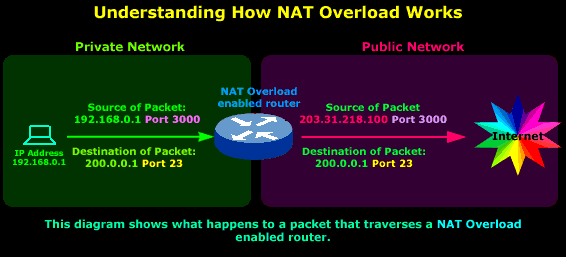 Understanding How NAT Overload Works
Private Network
Public Network
NAT Overload
enabled router
Source of Packet:
192.168.0.1 Port 3000
Destination of Packet:
200.0.0.1 Port 23
IP Address
192.168.0.1
Source of Packet
203.31.218.100 Port 3000
Destination of Packet:
200.0.0.1 Port 23
Internet
This diagram shows what happens to a packet that traverses a NAT Overload
enabled router.